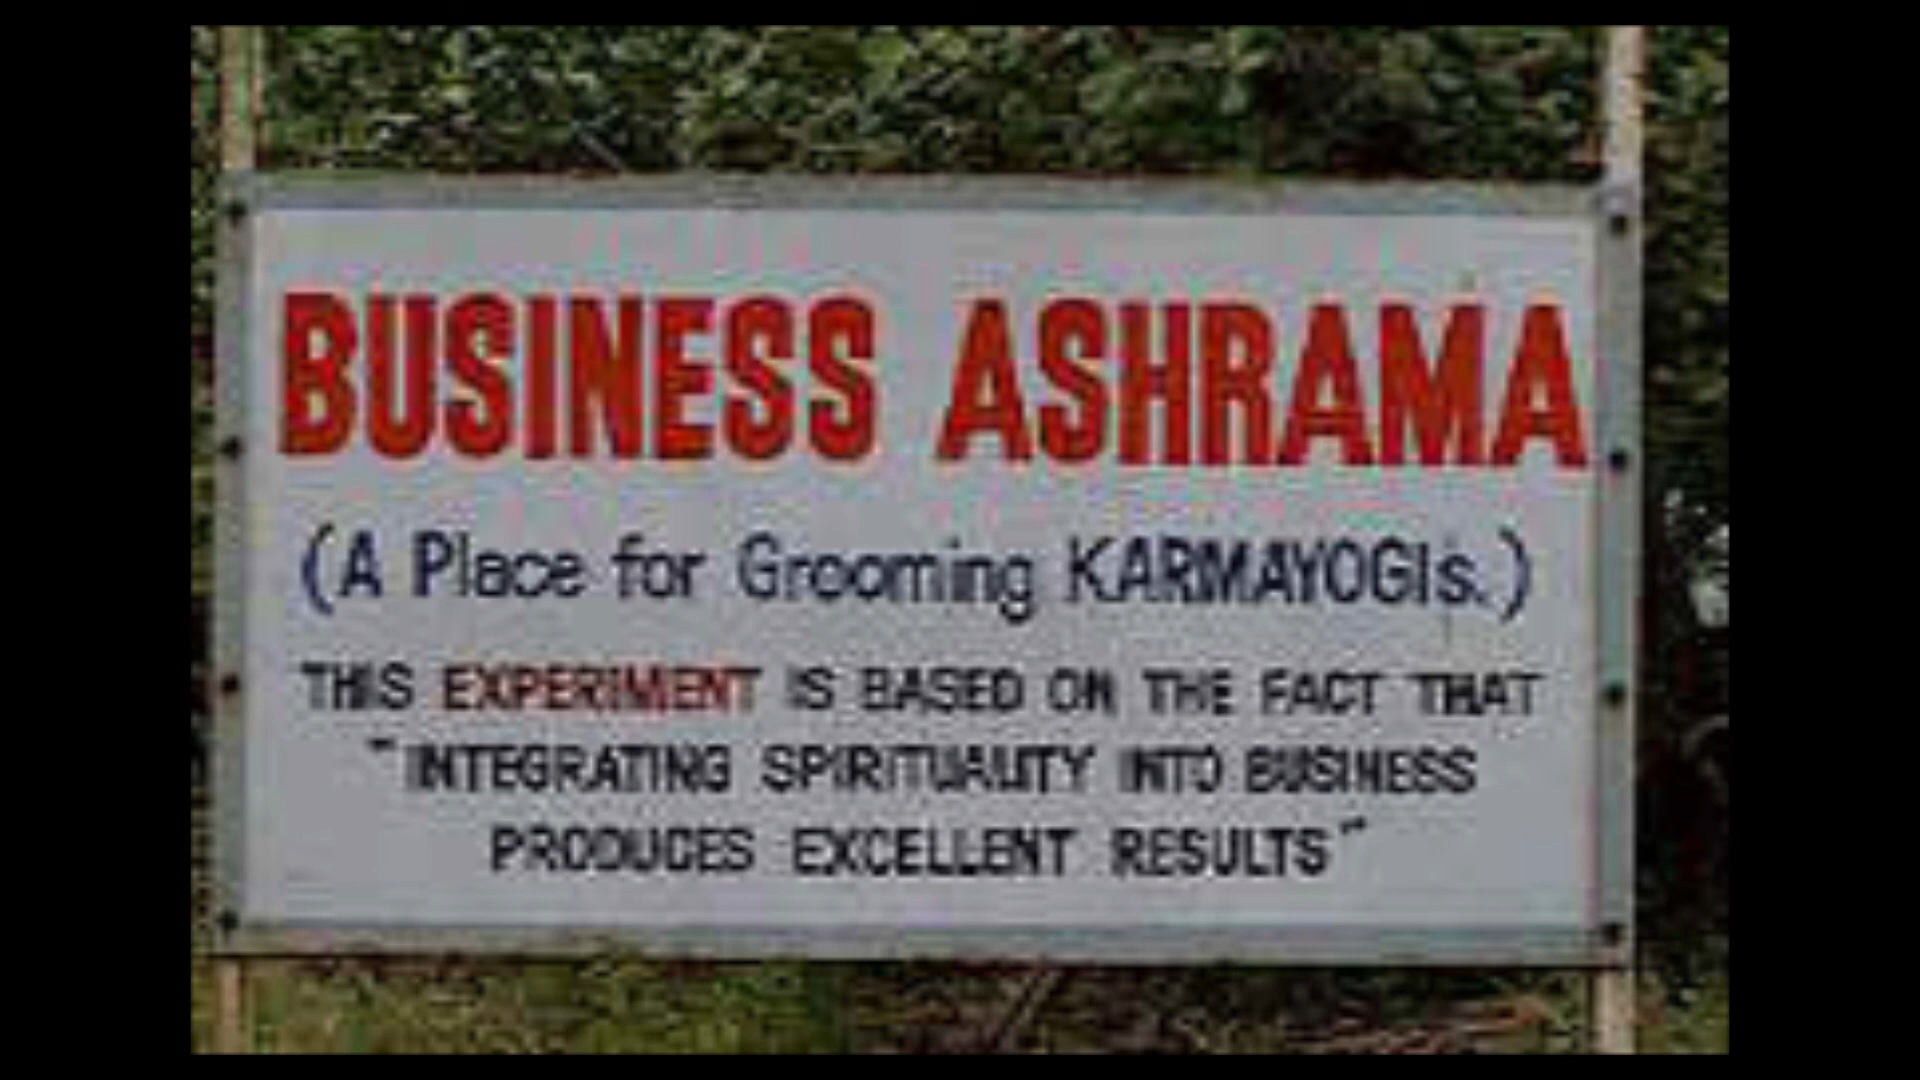 BUSINESS ASHRAMA
(A Place for Grooming KARMAYOGIs.)
THIS EXPERIMENT IS BASED ON THE FACT THAT
"INTEGRATING SPIRITUALITY INTO BUSINESS
PRODUCES EXCELLENT RESULTS"